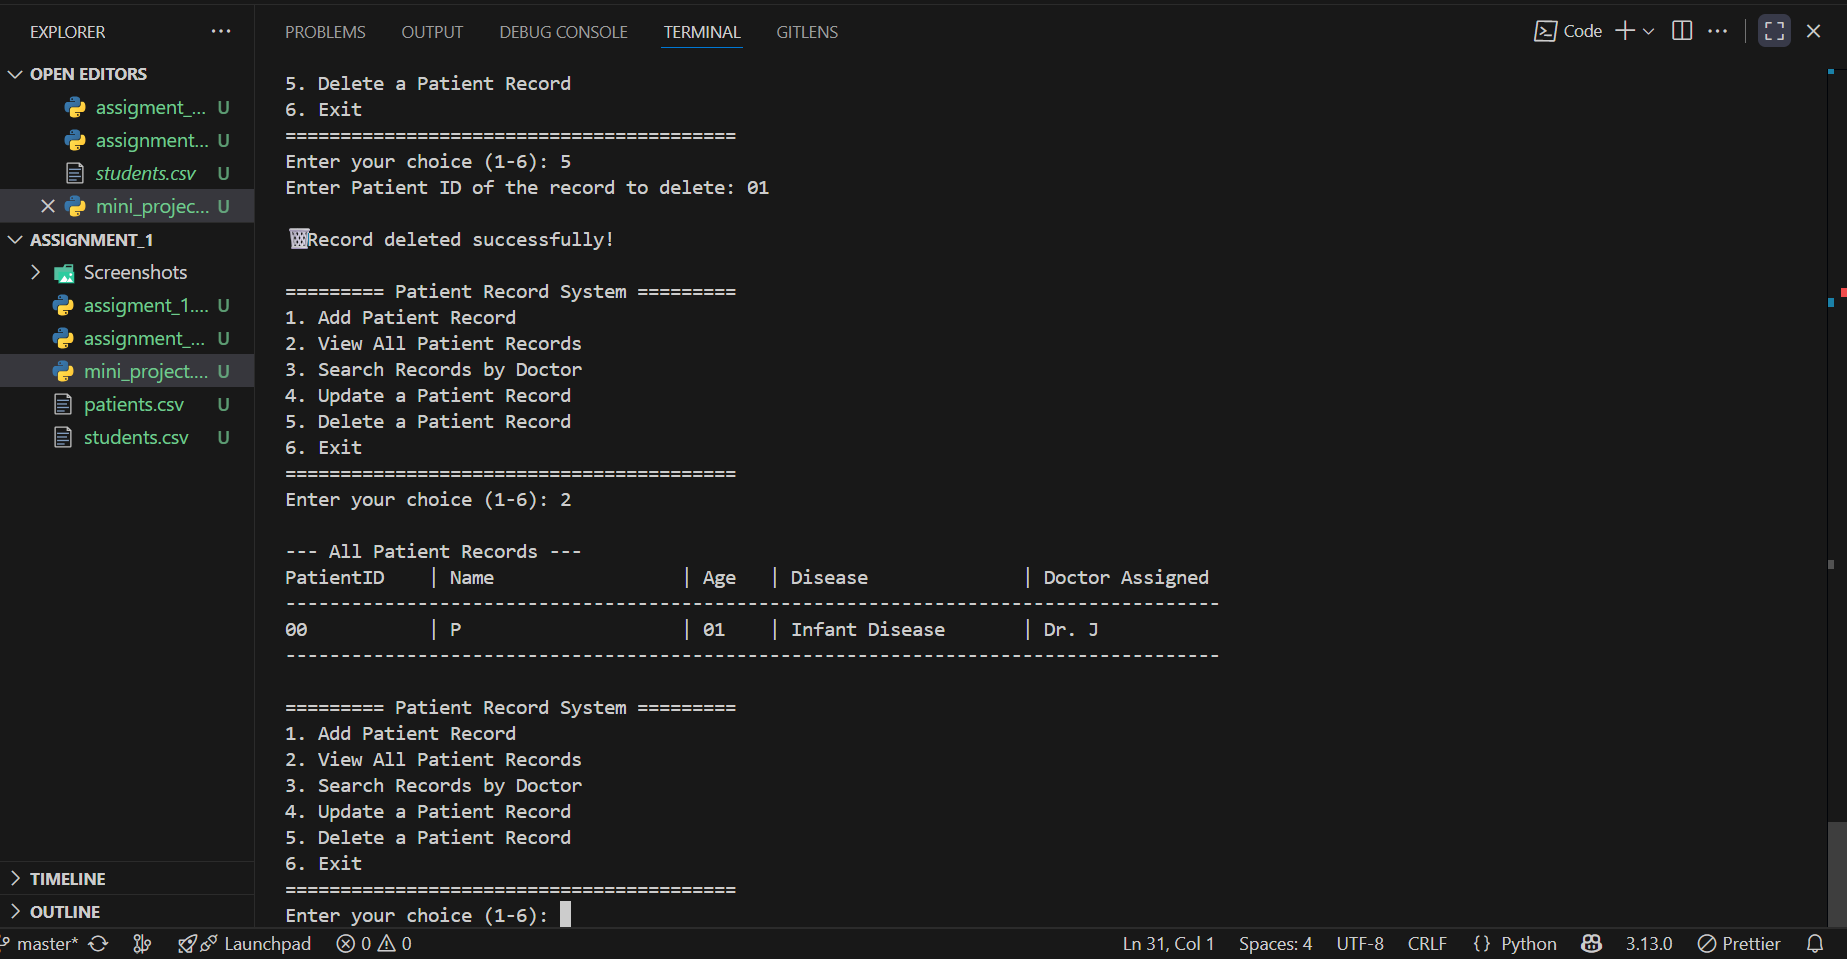 EXPLORER
PROBLEMS OUTPUT DEBUG CONSOLE TERMINAL GITLENS
Code
OPEN EDITORS
assigment_... U
assignment... U
students.csv U
mini_projec... U
ASSIGNMENT_1
Screenshots
assigment_1.... U
assignment_... U
mini_project.... U
patients.csv U
students.csv U
TIMELINE
OUTLINE
5. Delete a Patient Record
6. Exit
=========================================
Enter your choice (1-6): 5
Enter Patient ID of the record to delete: 01
🗑️Record deleted successfully!
========= Patient Record System =========
1. Add Patient Record
2. View All Patient Records
3. Search Records by Doctor
4. Update a Patient Record
5. Delete a Patient Record
6. Exit
=========================================
Enter your choice (1-6): 2
--- All Patient Records ---
PatientID | Name | Age | Disease | Doctor Assigned
-------------------------------------------------------------------------------------
00 | P | 01 | Infant Disease | Dr. J
-------------------------------------------------------------------------------------
========= Patient Record System =========
1. Add Patient Record
2. View All Patient Records
3. Search Records by Doctor
4. Update a Patient Record
5. Delete a Patient Record
6. Exit
=========================================
Enter your choice (1-6):
master* Launchpad 0 0 Ln 31, Col 1 Spaces: 4 UTF-8 CRLF {} Python 3.13.0 Prettier